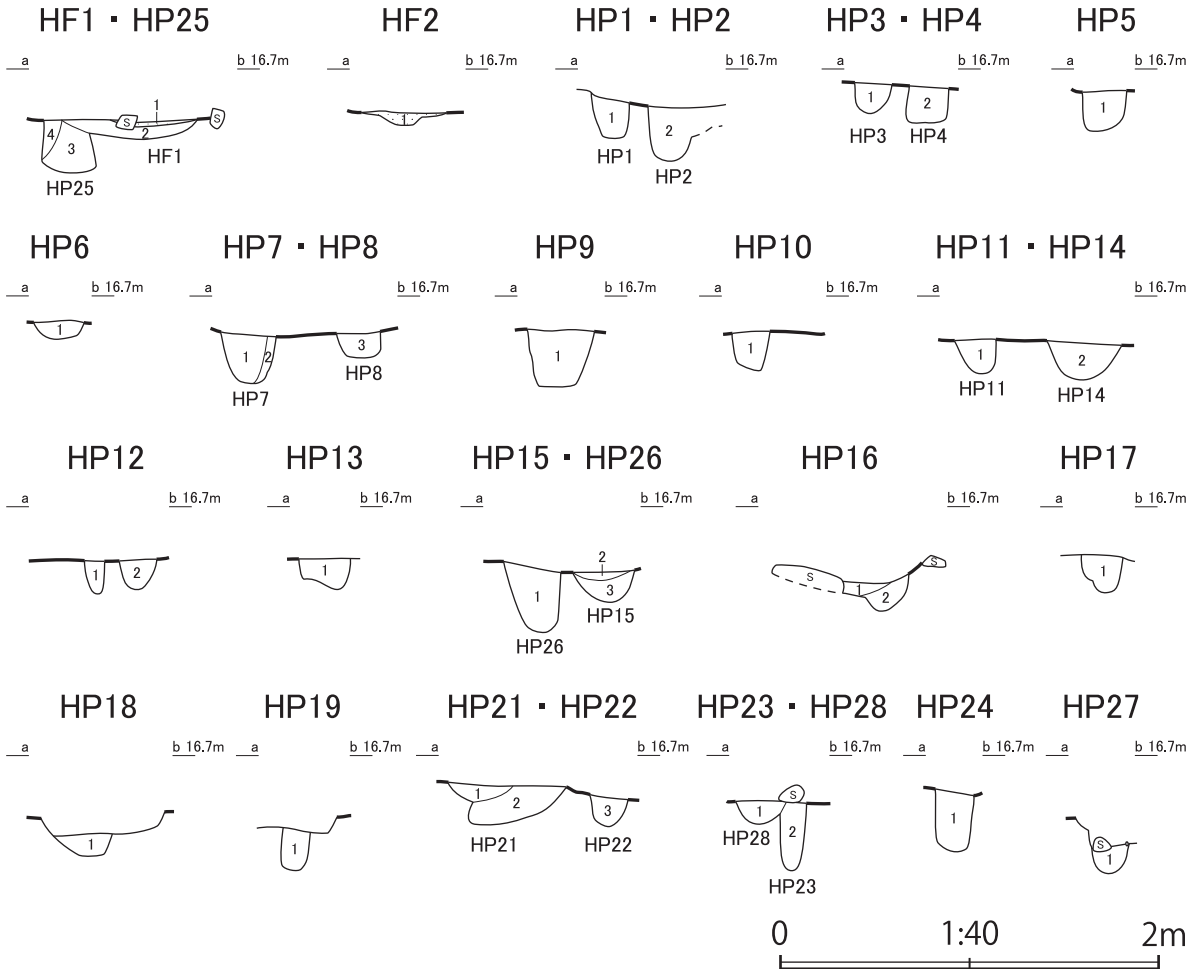 HF1・HP25 HF2 HP1・HP2 HP3・HP4 HP5
a b 16.7m a b 16.7m a b 16.7m a b 16.7m a b 16.7m
1
4 3 S 2 S 1 1 2 1 2 1
HF1 HP25 HP1 HP2 HP3 HP4
HP6 HP7・HP8 HP9 HP10 HP11・HP14
a b 16.7m a b 16.7m a b 16.7m a b 16.7m a b 16.7m
1 1 2 3 1 1 1 2
HP7 HP8 HP11 HP14
HP12 HP13 HP15・HP26 HP16 HP17
a b 16.7m a b 16.7m a b 16.7m a b 16.7m a b 16.7m
2
1 2 1 1 3 S 1 2 S 1
HP26 HP15
HP18 HP19 HP21・HP22 HP23・HP28 HP24 HP27
a b 16.7m a b 16.7m a b 16.7m a b 16.7m a b 16.7m a b 16.7m
1 1 1 2 3 S 1 2 1 S 1
HP21 HP22 HP28 HP23
0 1:40 2m